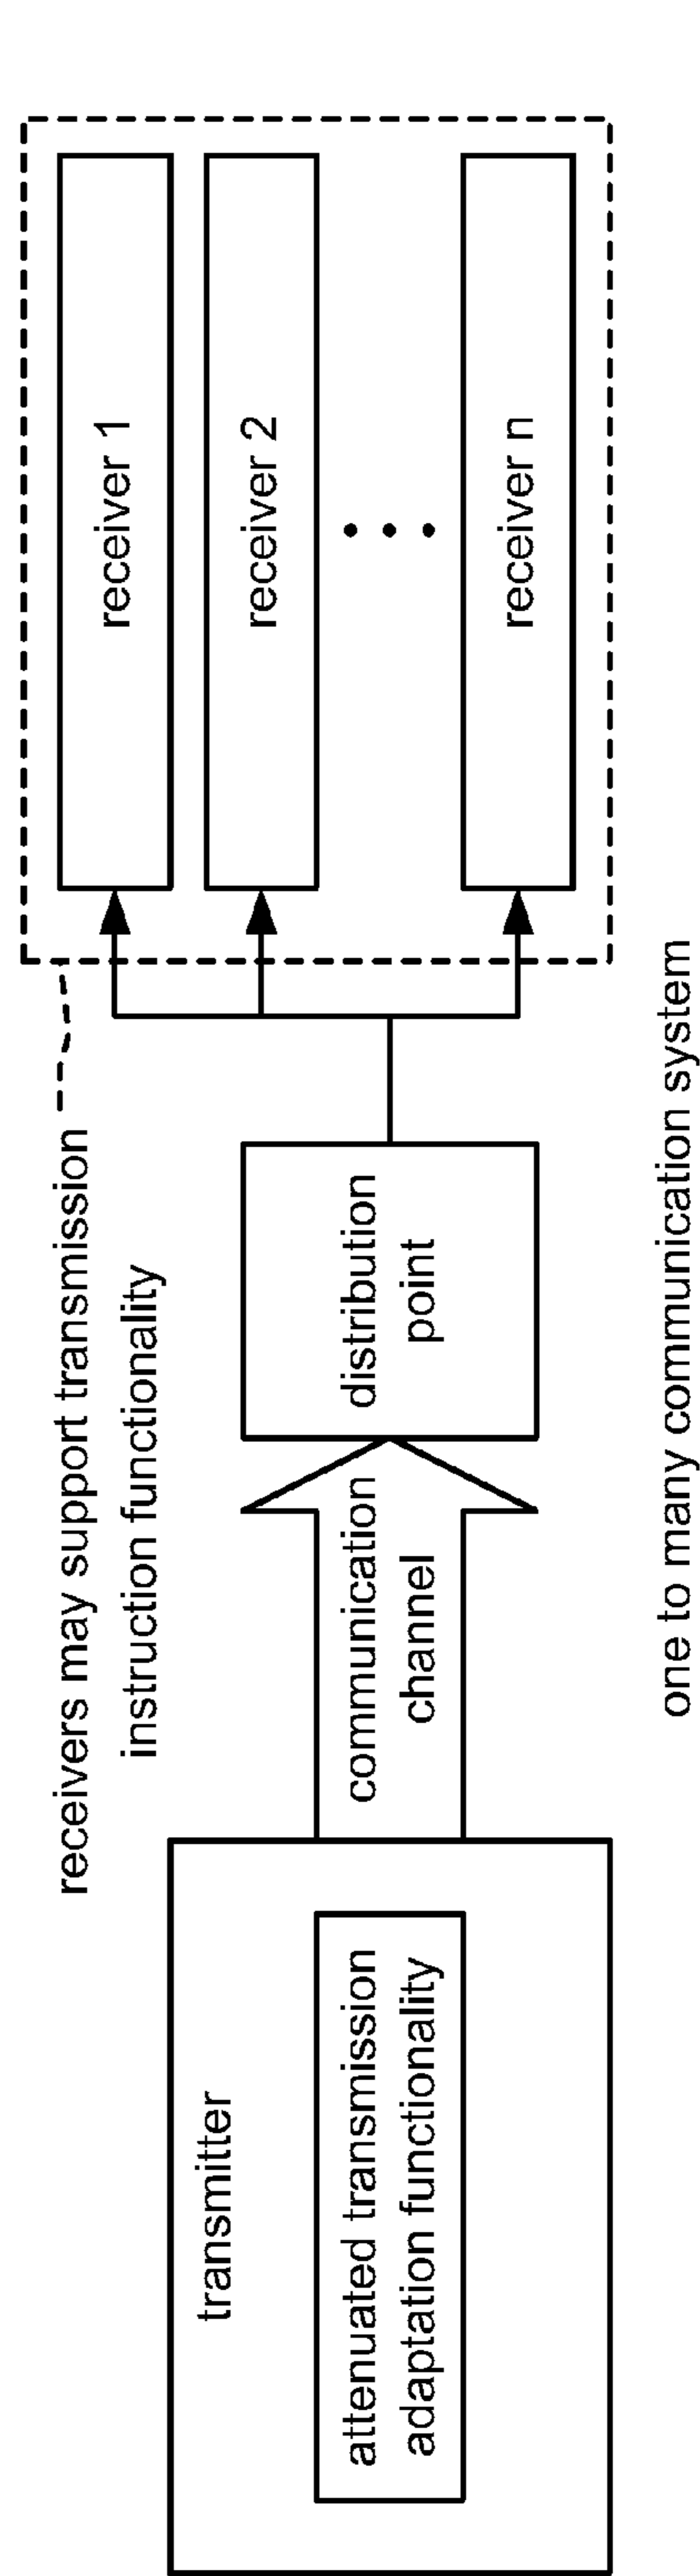 transmitter
attenuated transmission
adaptation functionality
communication
channel
distribution
point
receivers may support transmission
instruction functionality
receiver 1
receiver 2
receiver n
one to many communication system